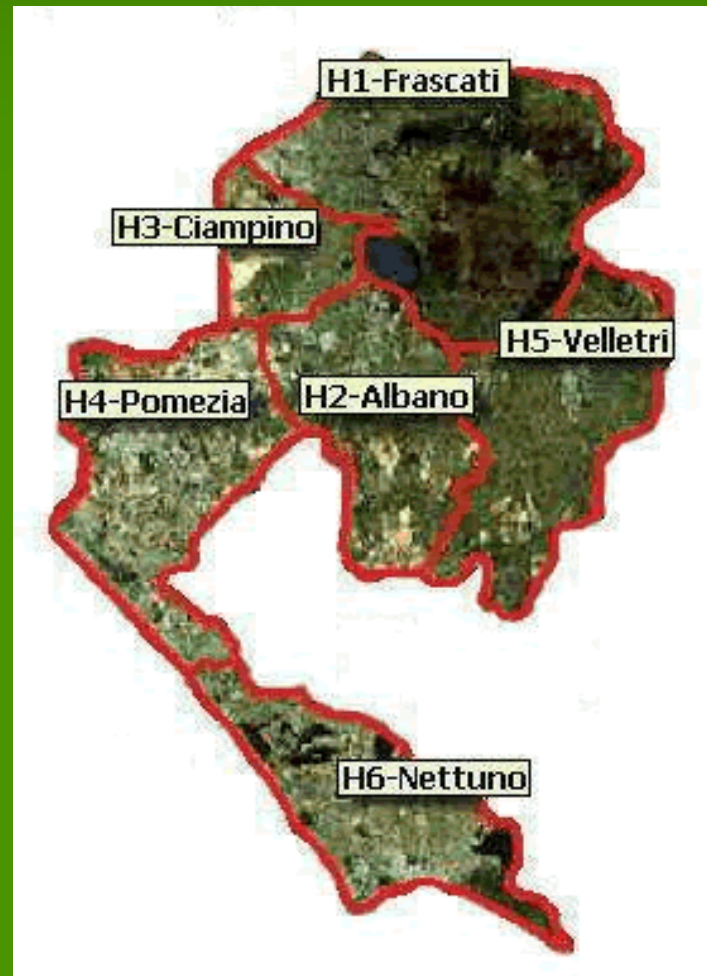 H1-Frascati
H3-Ciampino
H5-Velletri
H4-Pomezia
H2-Albano
H6-Nettuno